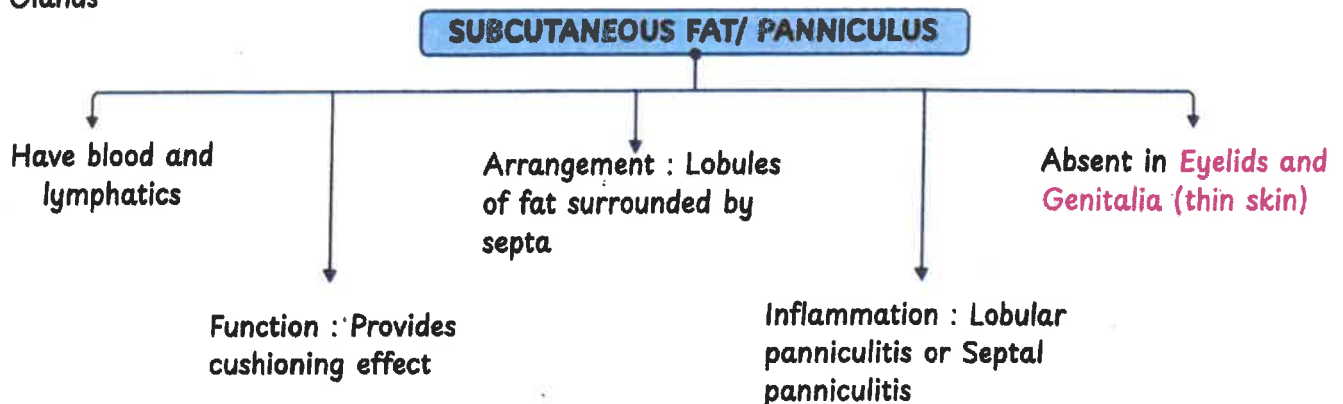 Glands
SUBCUTANEOUS FAT/ PANNICULUS
Have blood and
lymphatics
Function : Provides
cushioning effect
Arrangement : Lobules
of fat surrounded by
septa
Inflammation : Lobular
panniculitis or Septal
panniculitis
Absent in Eyelids and
Genitalia (thin skin)